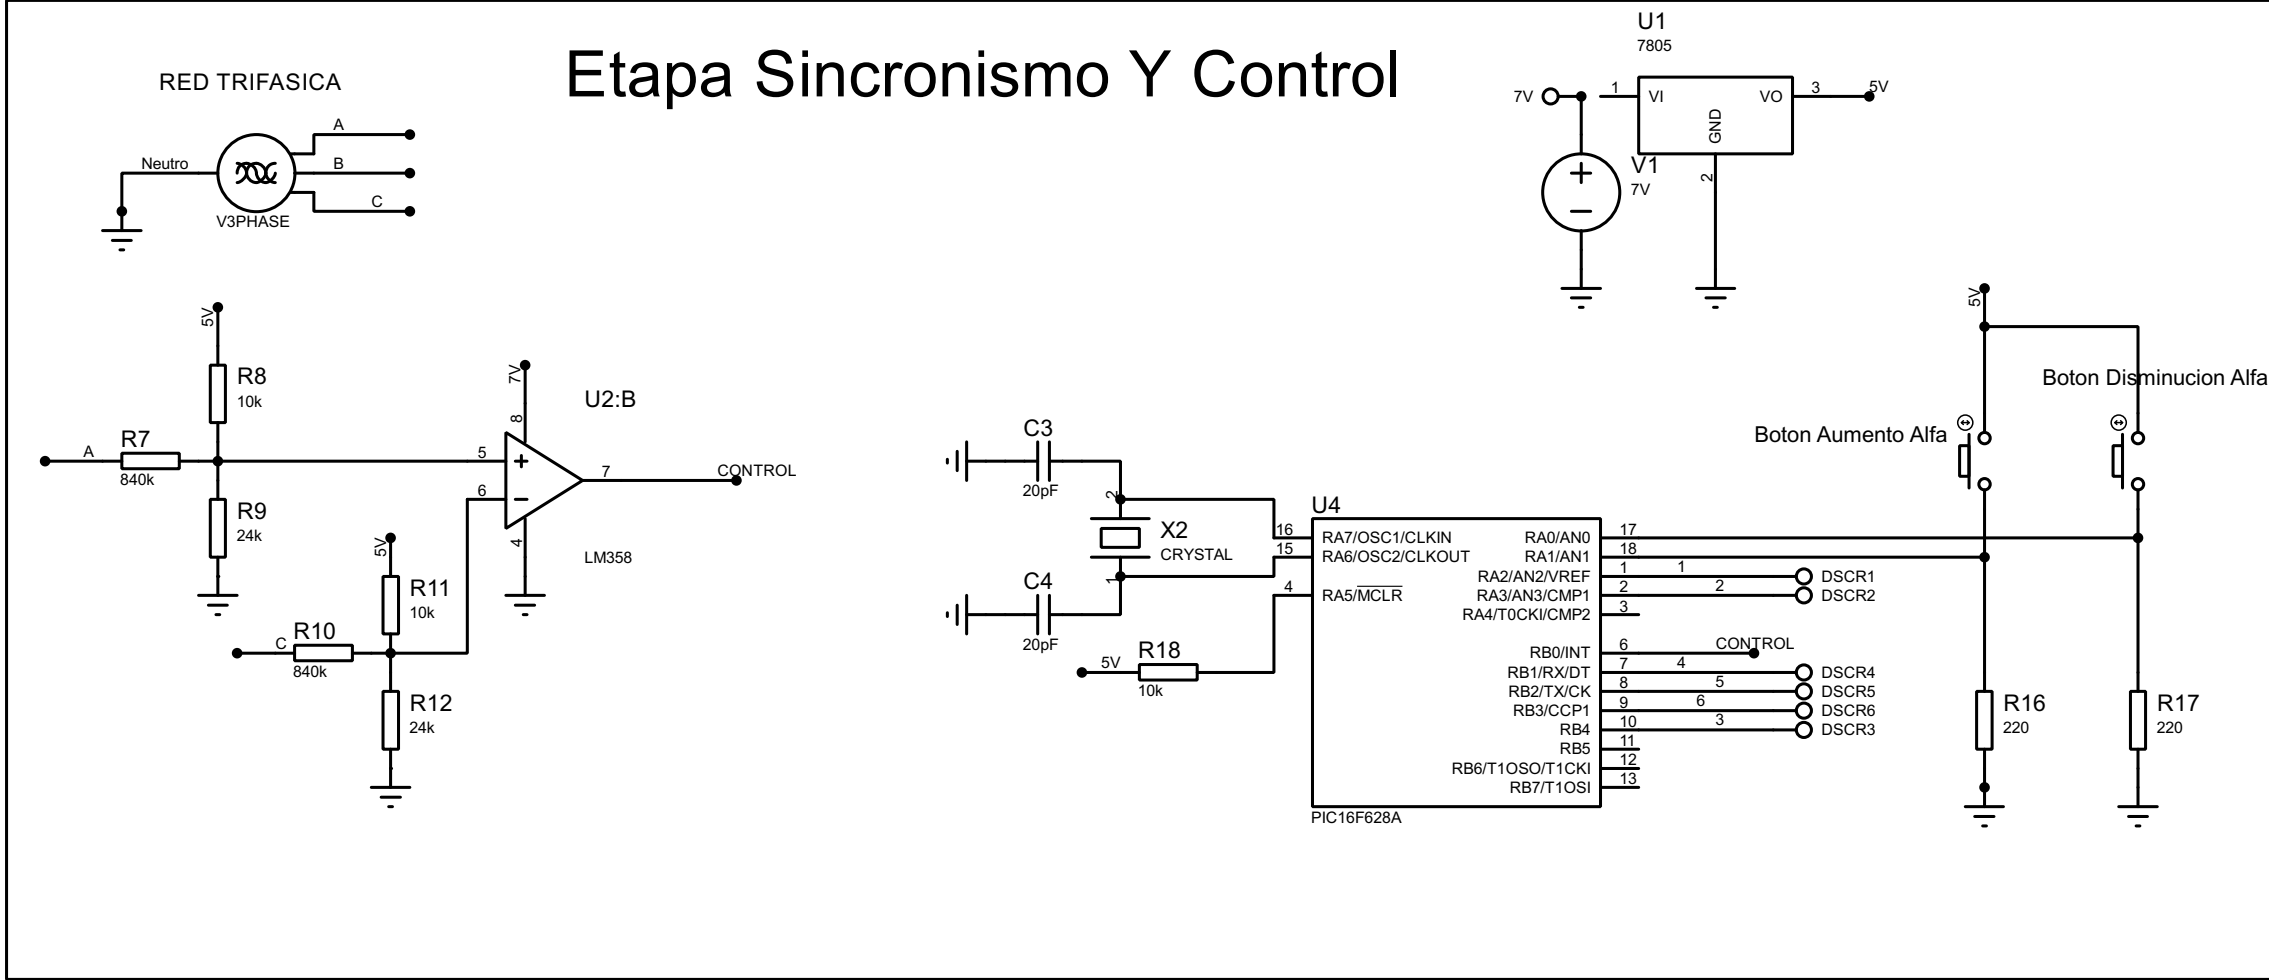 Etapa Sincronismo Y Control
RED TRIFASICA
A
Neutro
B
C
V3PHASE
U1
7805
7V
1
VI
VO
3
5V
GND
2
V1
7V
5V
R8
10k
A
R7
840k
R9
24k
7V
8
U2:B
5
6
7
CONTROL
4
LM358
5V
R11
10k
C
R10
840k
R12
24k
C3
20pF
2
X2
CRYSTAL
1
C4
20pF
5V
R18
10k
U4
16
RA7/OSC1/CLKIN
15
RA6/OSC2/CLKOUT
4
RA5/MCLR
RA0/AN0
17
RA1/AN1
18
RA2/AN2/VREF
1
1
DSCR1
RA3/AN3/CMP1
2
2
DSCR2
RA4/T0CKI/CMP2
3
RB0/INT
6
CONTROL
RB1/RX/DT
7
4
DSCR4
RB2/TX/CK
8
5
DSCR5
RB3/CCP1
9
6
DSCR6
RB4
10
3
DSCR3
RB5
11
RB6/T1OSO/T1CKI
12
RB7/T1OSI
13
PIC16F628A
5V
Boton Disminucion Alfa
Boton Aumento Alfa
R16
220
R17
220